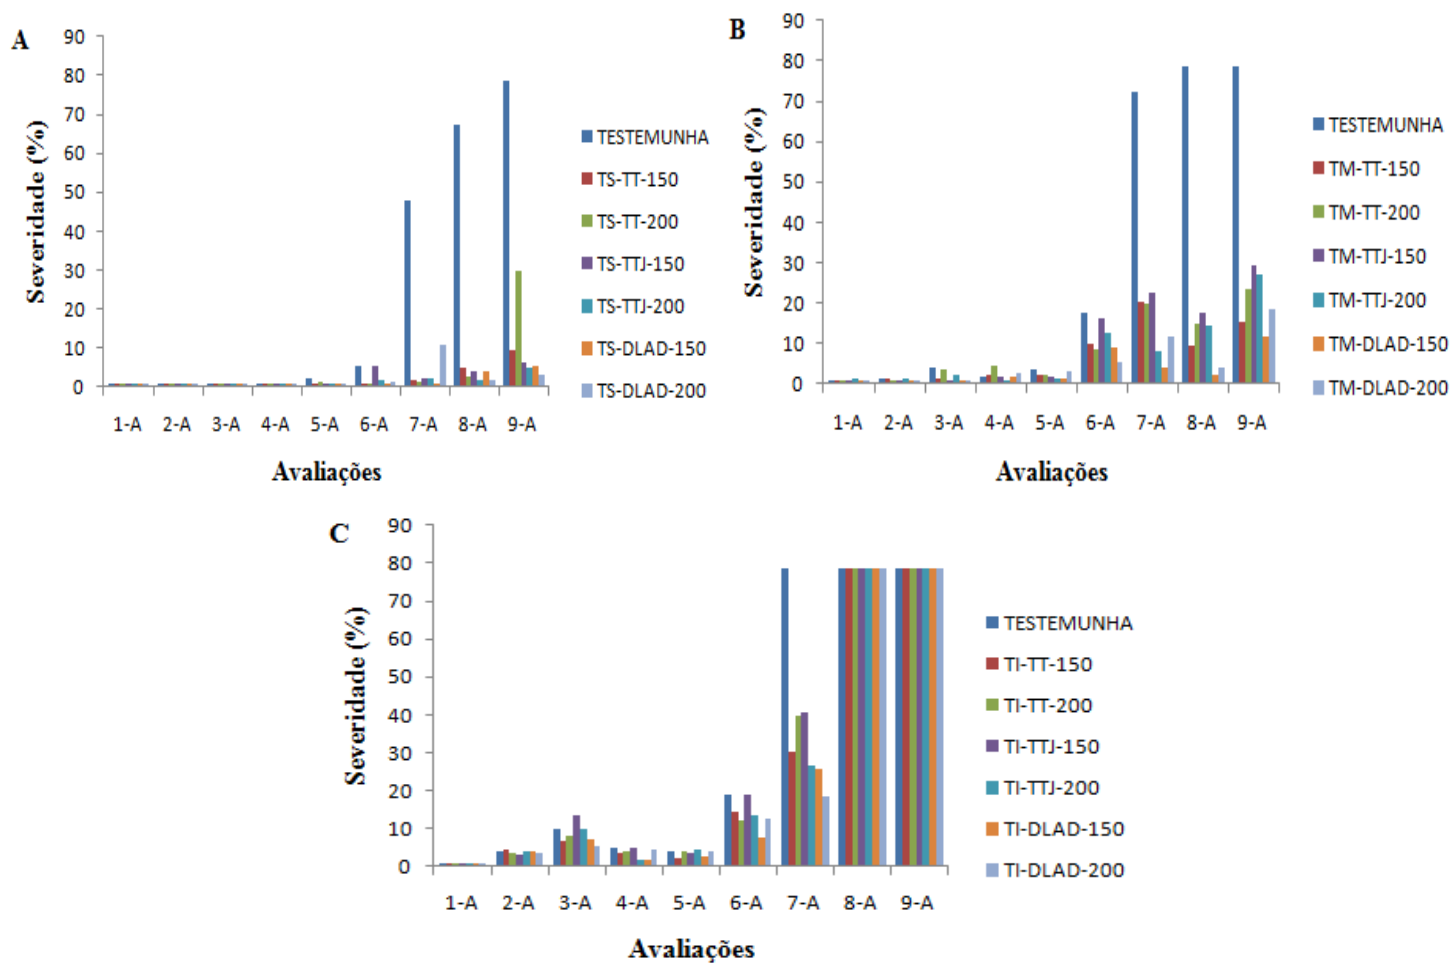 A
90
80
70
60
50
40
30
20
10
0
Severidade (%)
1-A 2-A 3-A 4-A 5-A 6-A 7-A 8-A 9-A
Avaliações
TESTEMUNHA
TS-TT-150
TS-TT-200
TS-TTJ-150
TS-TTJ-200
TS-DLAD-150
TS-DLAD-200
B
90
80
70
60
50
40
30
20
10
0
Severidade (%)
1-A 2-A 3-A 4-A 5-A 6-A 7-A 8-A 9-A
Avaliações
TESTEMUNHA
TM-TT-150
TM-TT-200
TM-TTJ-150
TM-TTJ-200
TM-DLAD-150
TM-DLAD-200
C
90
80
70
60
50
40
30
20
10
0
Severidade (%)
1-A 2-A 3-A 4-A 5-A 6-A 7-A 8-A 9-A
Avaliações
TESTEMUNHA
TI-TT-150
TI-TT-200
TI-TTJ-150
TI-TTJ-200
TI-DLAD-150
TI-DLAD-200